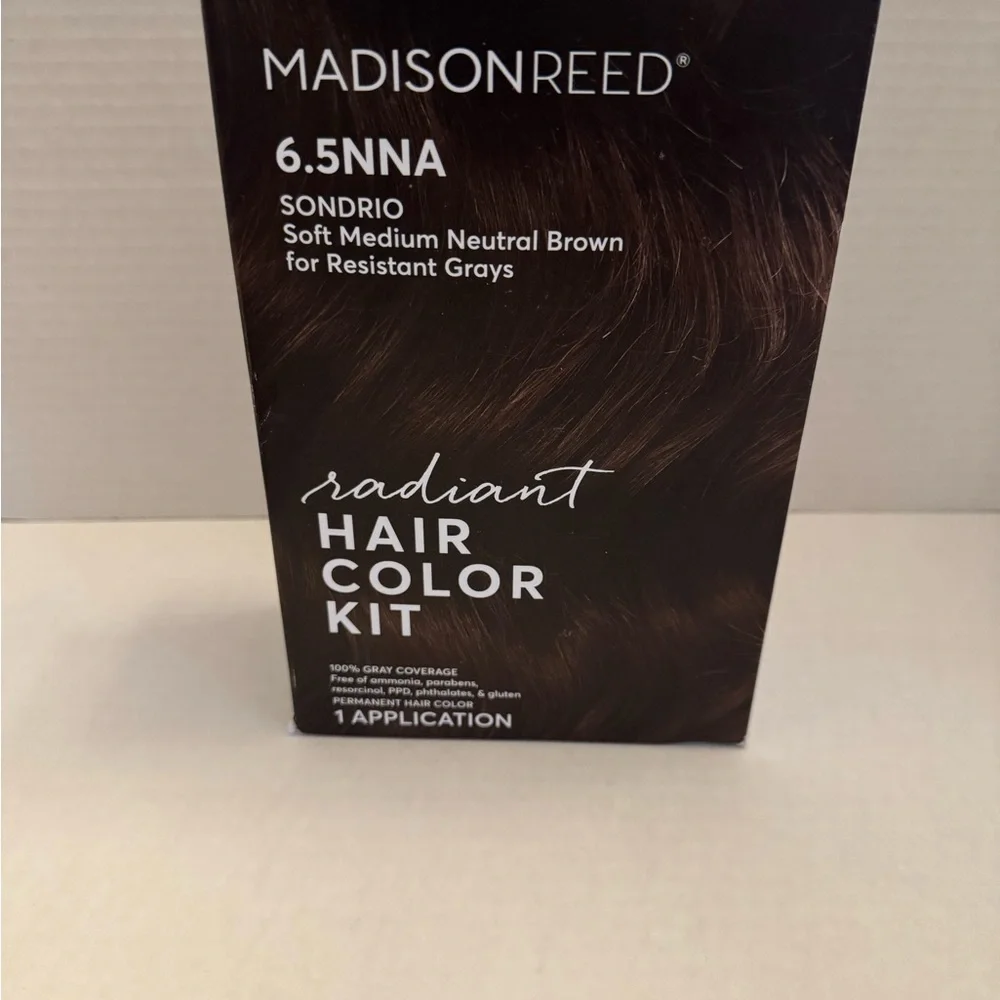 MADISONREED®
6.5NNA
SONDRIO
Soft Medium Neutral Brown
for Resistant Grays
radiant
HAIR
COLOR
KIT
100% GRAY COVERAGE
Free of ammonia, parabens,
resorcinol, PPD, phthalates, & gluten
PERMANENT HAIR COLOR
1 APPLICATION